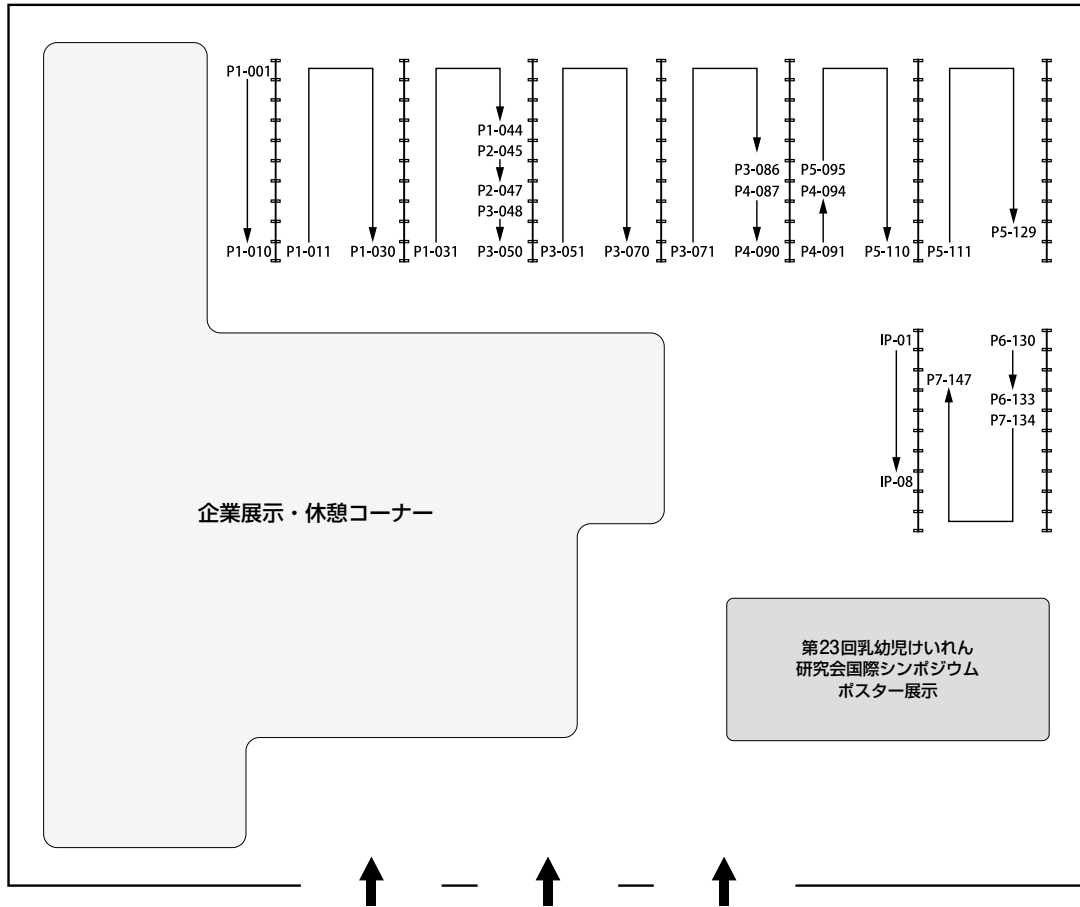 P1-001
P1-010
P1-011
P1-030
P1-031
P1-044
P2-045
P2-047
P3-048
P3-050
P3-051
P3-070
P3-071
P3-086
P4-087
P4-090
P4-091
P4-094
P5-095
P5-110
P5-111
P5-129
IP-01
IP-08
P6-130
P6-133
P7-134
P7-147
企業展示・休憩コーナー
第23回乳幼児けいれん
研究会国際シンポジウム
ポスター展示